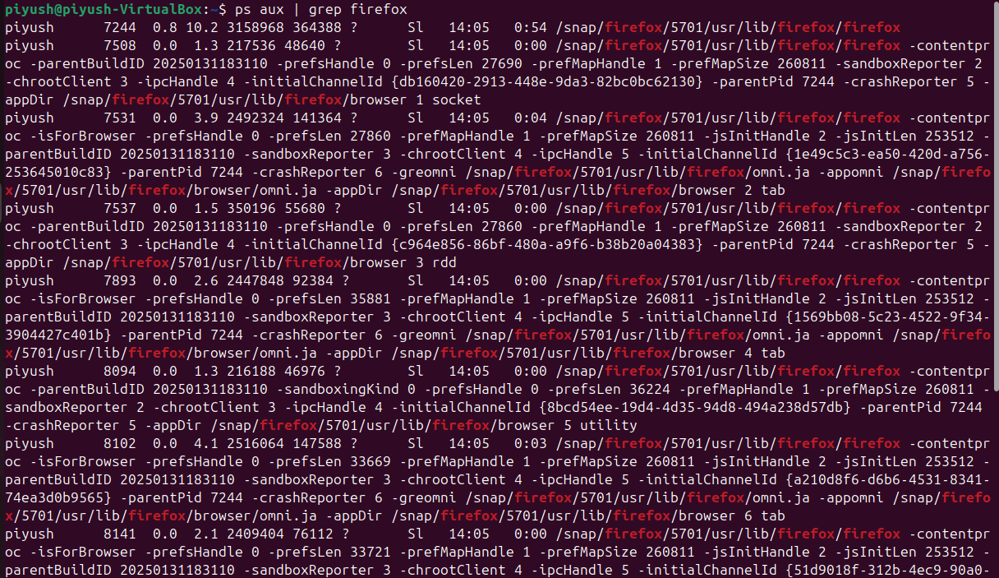 piyush@piyush-VirtualBox:~$ ps aux | grep firefox
piyush      7244  0.8 10.2 3158968 364388 ?      Sl   14:05   0:54 /snap/firefox/5701/usr/lib/firefox/firefox
piyush      7508  0.0  1.3 217536 48640 ?        Sl   14:05   0:00 /snap/firefox/5701/usr/lib/firefox/firefox -contentpr
oc -parentBuildID 20250131183110 -prefsHandle 0 -prefsLen 27690 -prefMapHandle 1 -prefMapSize 260811 -sandboxReporter 2
-chrootClient 3 -ipcHandle 4 -initialChannelId {db160420-2913-448e-9da3-82bc0bc62130} -parentPid 7244 -crashReporter 5 -
appDir /snap/firefox/5701/usr/lib/firefox/browser 1 socket
piyush      7531  0.0  3.9 2492324 141364 ?      Sl   14:05   0:04 /snap/firefox/5701/usr/lib/firefox/firefox -contentpr
oc -isForBrowser -prefsHandle 0 -prefsLen 27860 -prefMapHandle 1 -prefMapSize 260811 -jsInitHandle 2 -jsInitLen 253512 -
parentBuildID 20250131183110 -sandboxReporter 3 -chrootClient 4 -ipcHandle 5 -initialChannelId {1e49c5c3-ea50-420d-a756-
253645010c83} -parentPid 7244 -crashReporter 6 -greomni /snap/firefox/5701/usr/lib/firefox/omni.ja -appomni /snap/firefo
x/5701/usr/lib/firefox/browser/omni.ja -appDir /snap/firefox/5701/usr/lib/firefox/browser 2 tab
piyush      7537  0.0  1.5 350196 55680 ?        Sl   14:05   0:00 /snap/firefox/5701/usr/lib/firefox/firefox -contentpr
oc -parentBuildID 20250131183110 -prefsHandle 0 -prefsLen 27860 -prefMapHandle 1 -prefMapSize 260811 -sandboxReporter 2
-chrootClient 3 -ipcHandle 4 -initialChannelId {c964e856-86bf-480a-a9f6-b38b20a04383} -parentPid 7244 -crashReporter 5 -
appDir /snap/firefox/5701/usr/lib/firefox/browser 3 rdd
piyush      7893  0.0  2.6 2447848 92384 ?       Sl   14:05   0:00 /snap/firefox/5701/usr/lib/firefox/firefox -contentpr
oc -isForBrowser -prefsHandle 0 -prefsLen 35881 -prefMapHandle 1 -prefMapSize 260811 -jsInitHandle 2 -jsInitLen 253512 -
parentBuildID 20250131183110 -sandboxReporter 3 -chrootClient 4 -ipcHandle 5 -initialChannelId {1569bb08-5c23-4522-9f34-
3904427c401b} -parentPid 7244 -crashReporter 6 -greomni /snap/firefox/5701/usr/lib/firefox/omni.ja -appomni /snap/firefo
x/5701/usr/lib/firefox/browser/omni.ja -appDir /snap/firefox/5701/usr/lib/firefox/browser 4 tab
piyush      8094  0.0  1.3 216188 46976 ?        Sl   14:05   0:00 /snap/firefox/5701/usr/lib/firefox/firefox -contentpr
oc -parentBuildID 20250131183110 -sandboxingKind 0 -prefsHandle 0 -prefsLen 36224 -prefMapHandle 1 -prefMapSize 260811 -
sandboxReporter 2 -chrootClient 3 -ipcHandle 4 -initialChannelId {8bcd54ee-19d4-4d35-94d8-494a238d57db} -parentPid 7244
-crashReporter 5 -appDir /snap/firefox/5701/usr/lib/firefox/browser 5 utility
piyush      8102  0.0  4.1 2516064 147588 ?      Sl   14:05   0:03 /snap/firefox/5701/usr/lib/firefox/firefox -contentpr
oc -isForBrowser -prefsHandle 0 -prefsLen 33669 -prefMapHandle 1 -prefMapSize 260811 -jsInitHandle 2 -jsInitLen 253512 -
parentBuildID 20250131183110 -sandboxReporter 3 -chrootClient 4 -ipcHandle 5 -initialChannelId {a210d8f6-d6b6-4531-8341-
74ea3d0b9565} -parentPid 7244 -crashReporter 6 -greomni /snap/firefox/5701/usr/lib/firefox/omni.ja -appomni /snap/firefo
x/5701/usr/lib/firefox/browser/omni.ja -appDir /snap/firefox/5701/usr/lib/firefox/browser 6 tab
piyush      8141  0.0  2.1 2409404 76112 ?       Sl   14:05   0:00 /snap/firefox/5701/usr/lib/firefox/firefox -contentpr
oc -isForBrowser -prefsHandle 0 -prefsLen 33721 -prefMapHandle 1 -prefMapSize 260811 -jsInitHandle 2 -jsInitLen 253512 -
parentBuildID 20250131183110 -sandboxReporter 3 -chrootClient 4 -ipcHandle 5 -initialChannelId {51d9018f-312b-4ec9-90a0-